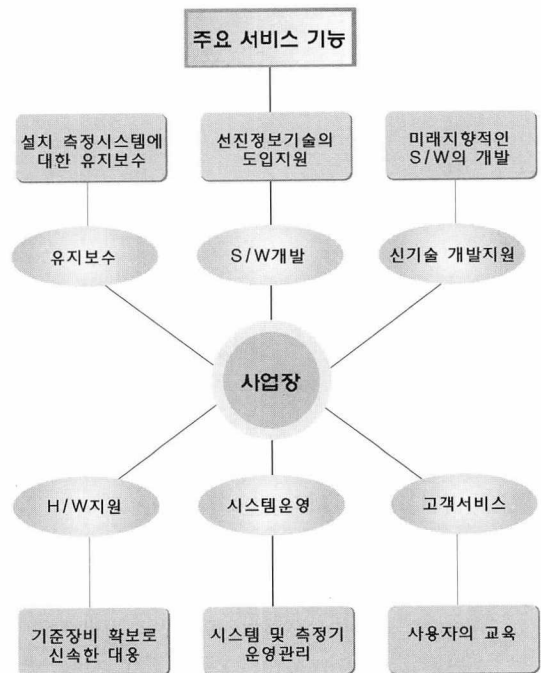 주요 서비스 기능
설치 측정시스템에
대한 유지보수
선진정보기술의
도입지원
미래지향적인
S/W의 개발
유지보수
S/W개발
신기술 개발지원
사업장
H/W지원
시스템운영
고객서비스
기준장비 확보로
신속한 대응
시스템 및 측정기
운영관리
사용자의 교육